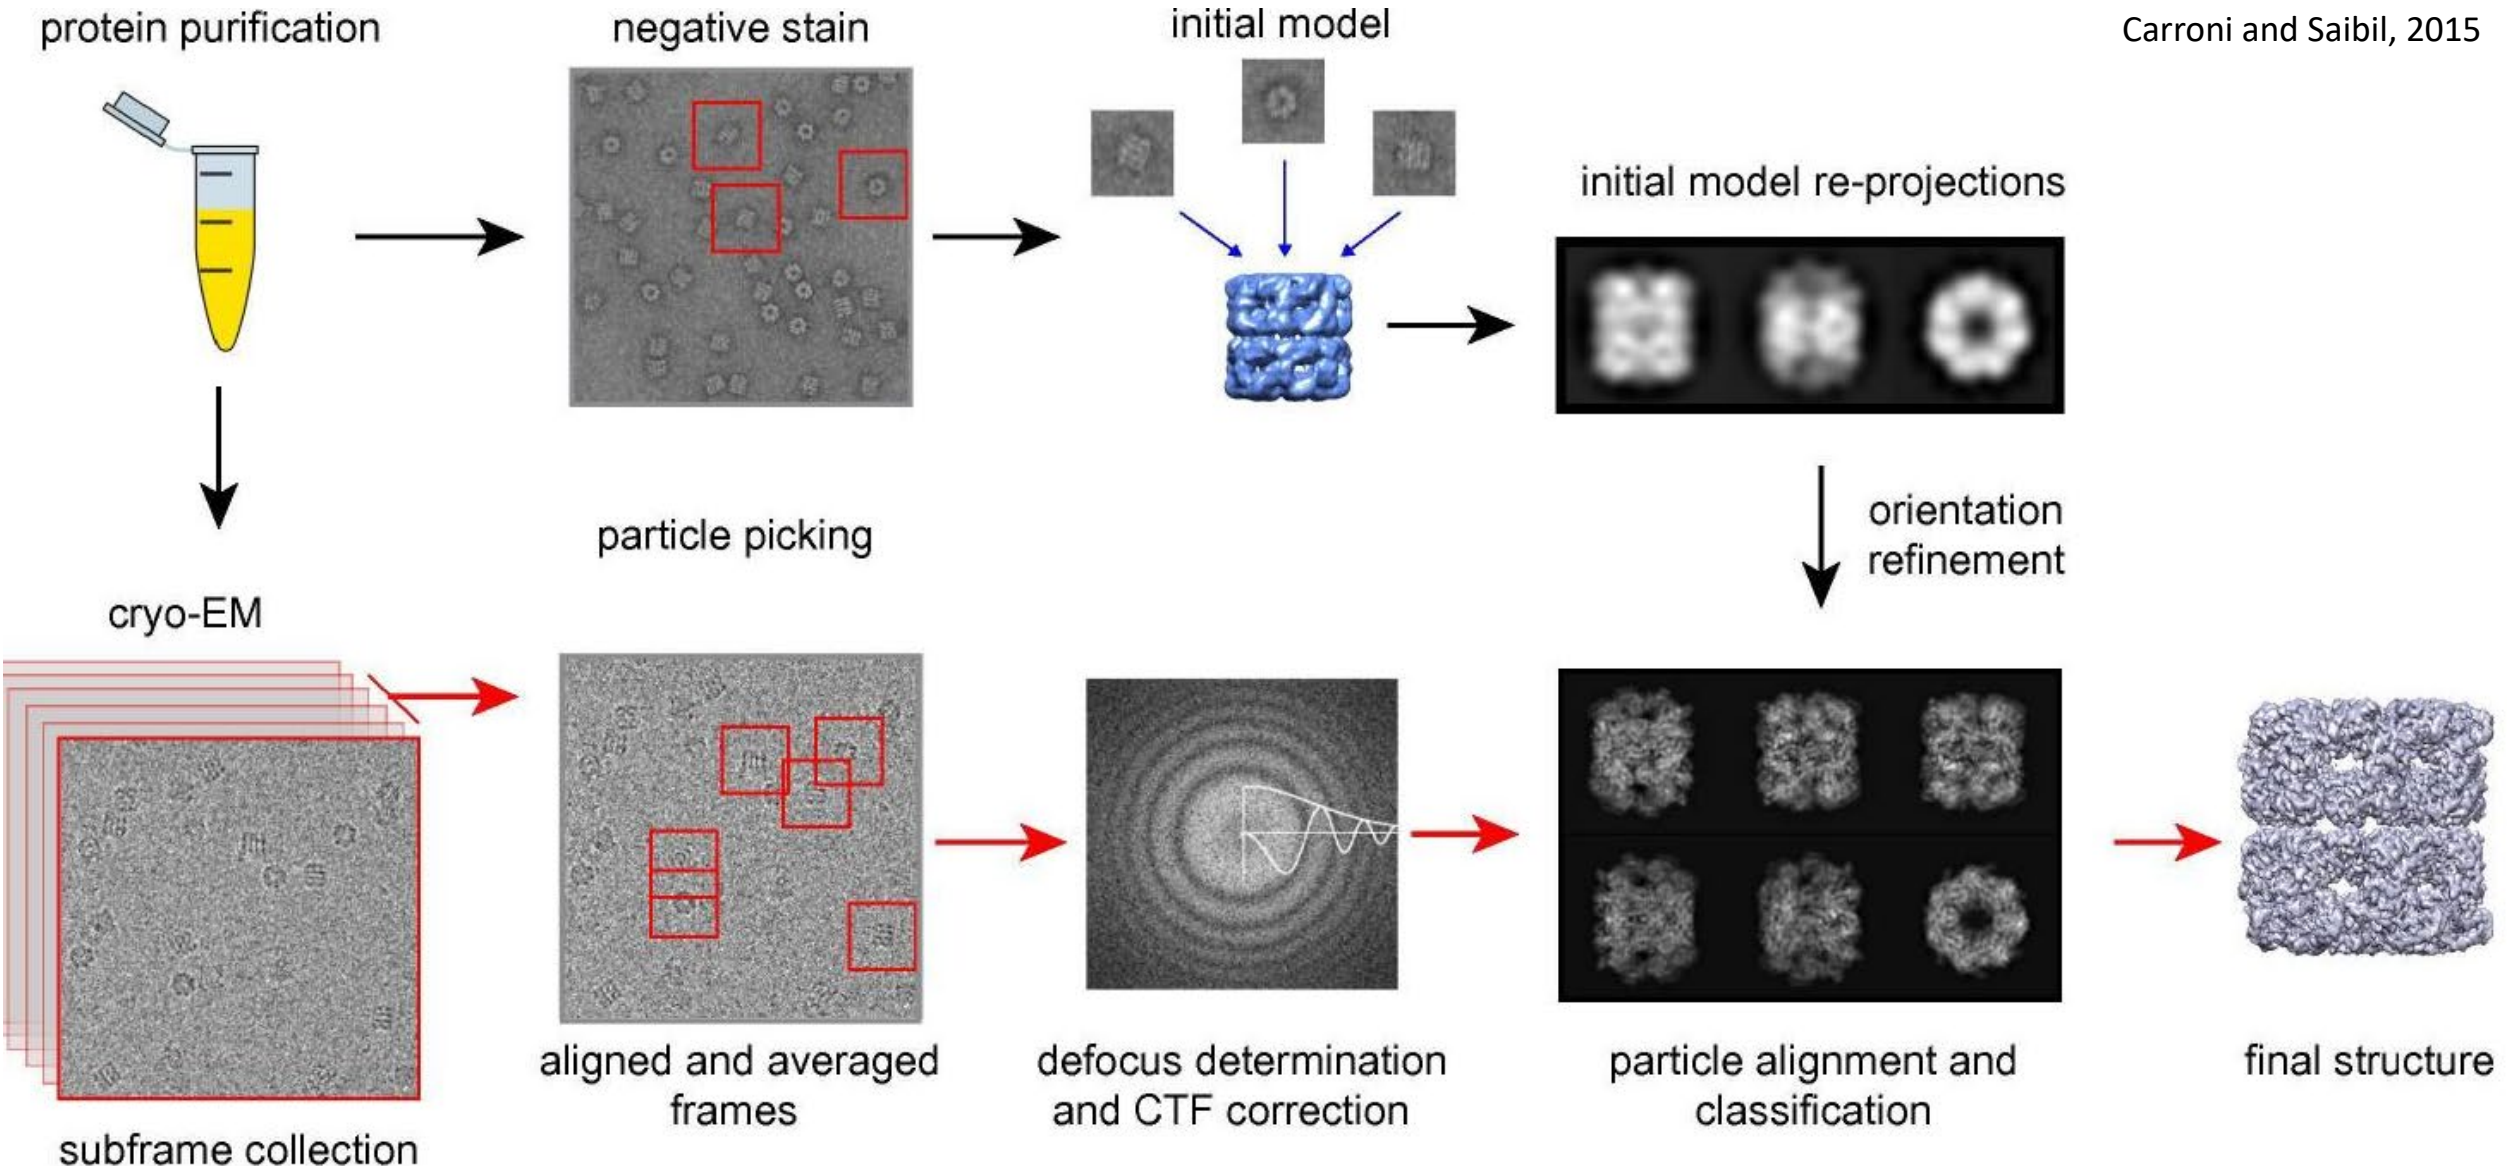 protein purification
negative stain
initial model
Carroni and Saibil, 2015
initial model re-projections
orientation
refinement
particle picking
cryo-EM
aligned and averaged
frames
defocus determination
and CTF correction
particle alignment and
classification
final structure
subframe collection